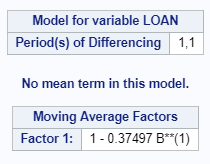 Model for variable LOAN
Period(s) of Differencing 1,1
No mean term in this model.
Moving Average Factors
Factor 1: 1 - 0.37497 B**(1)